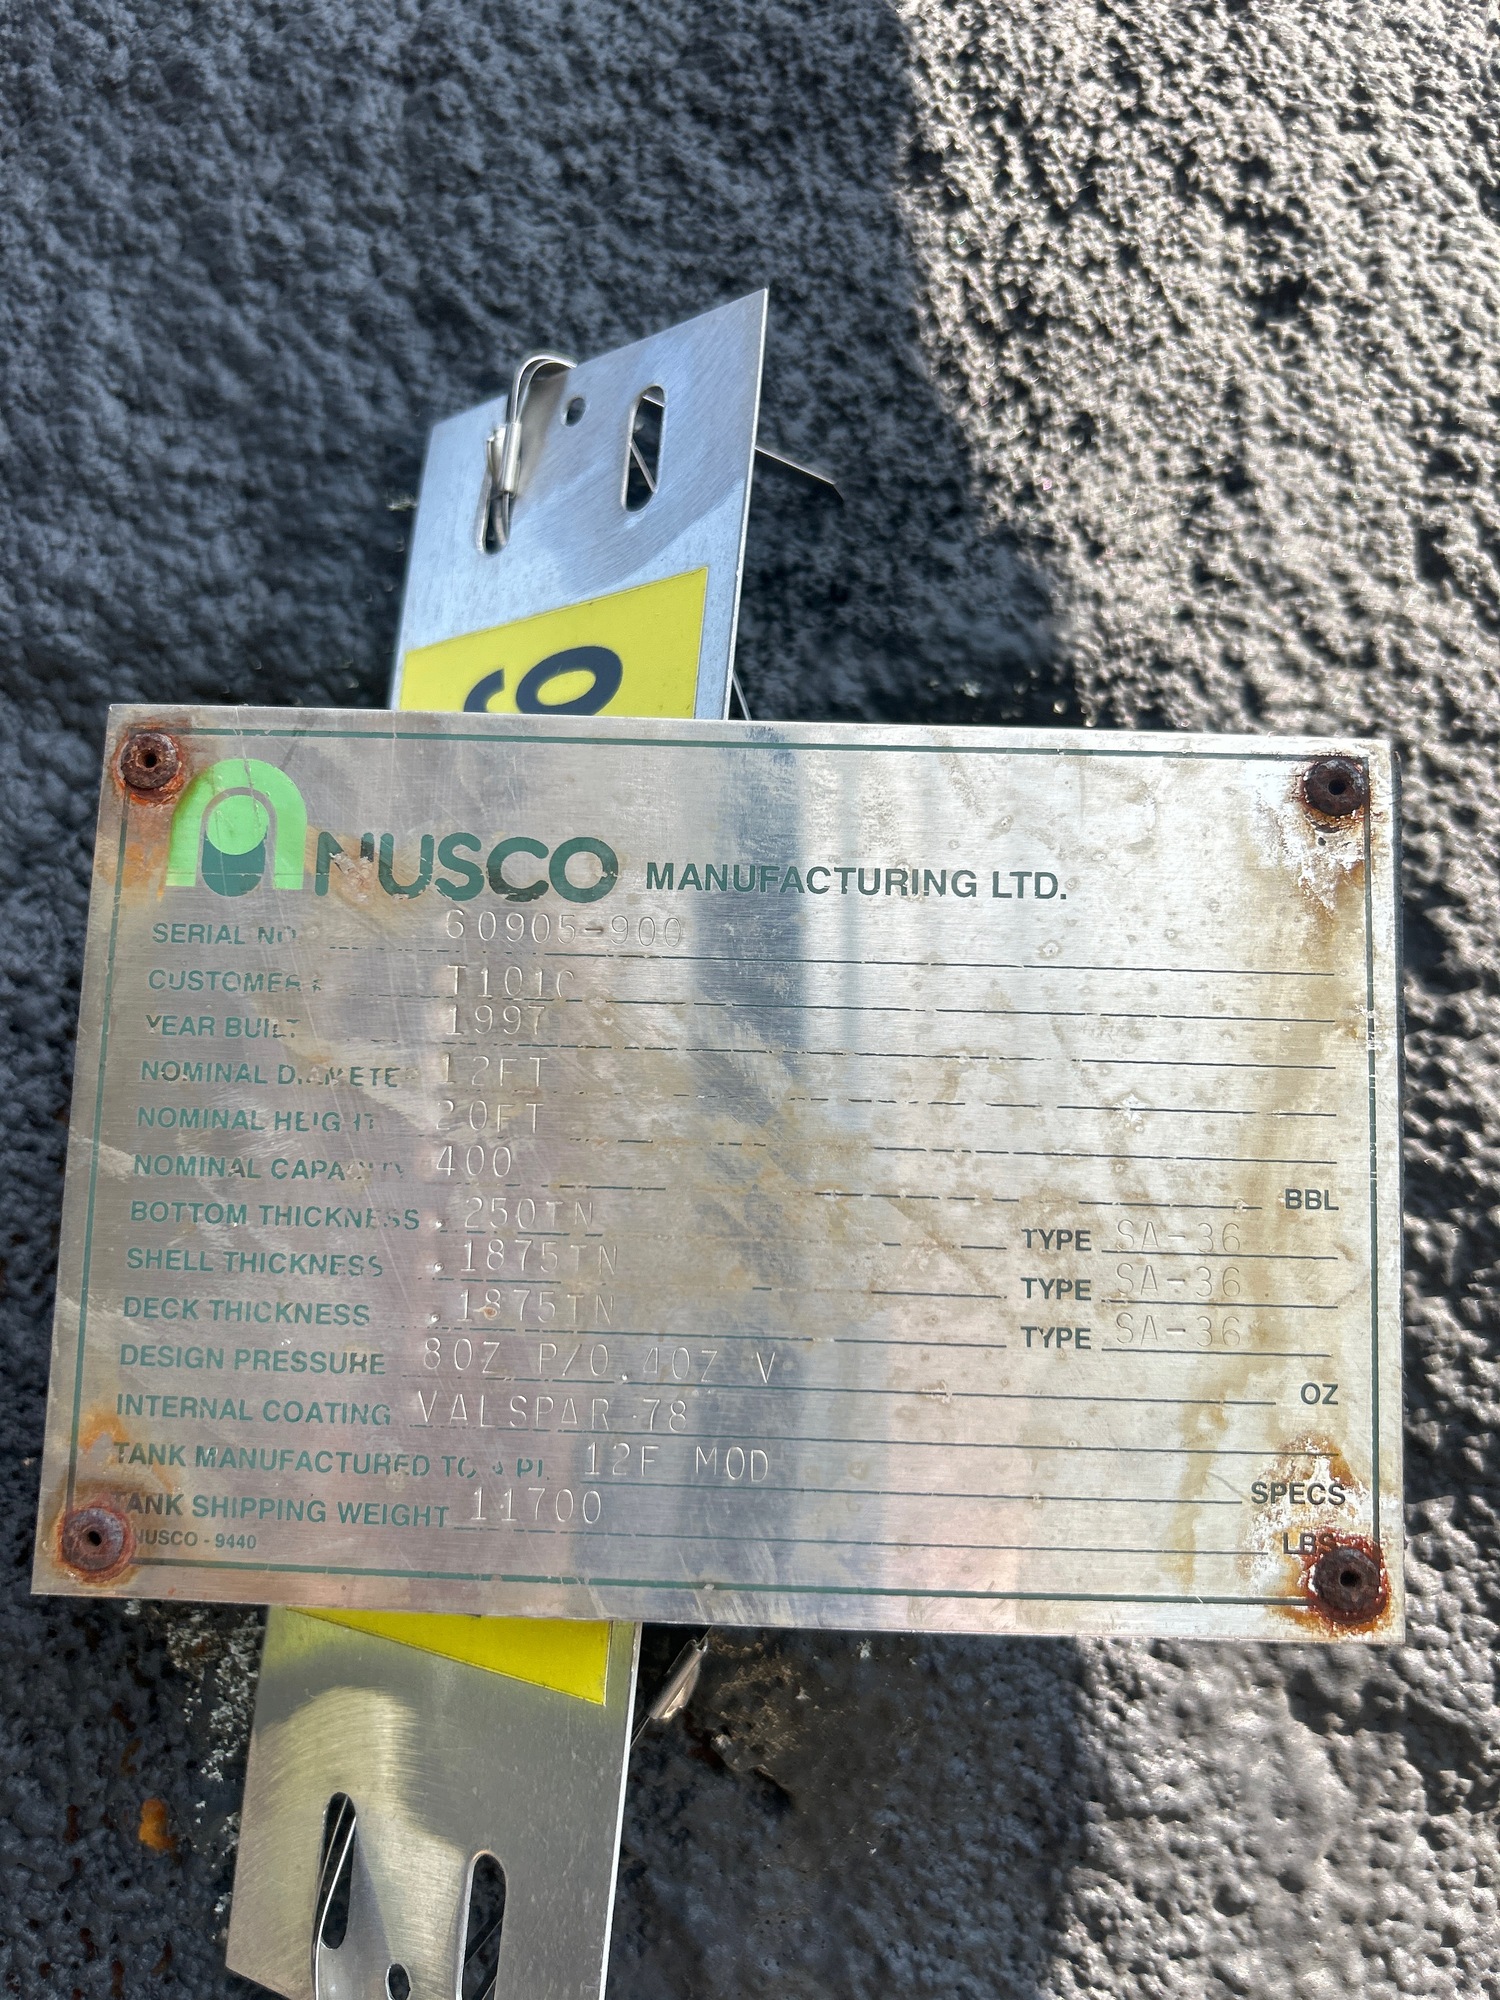 NUSCO MANUFACTURING LTD.
SERIAL NO. 60905-900
CUSTOMER # T1010
YEAR BUILT 1997
NOMINAL DIAMETER 12FT
NOMINAL HEIGHT 20FT
NOMINAL CAPACITY 400 BBL
BOTTOM THICKNESS .250IN TYPE SA-36
SHELL THICKNESS .1875IN TYPE SA-36
DECK THICKNESS .1875IN TYPE SA-36
DESIGN PRESSURE 8OZ P/0.4OZ V OZ
INTERNAL COATING VALSPAR 78
TANK MANUFACTURED TO API 12F MOD SPECS
TANK SHIPPING WEIGHT 11700 LBS
NUSCO - 9440